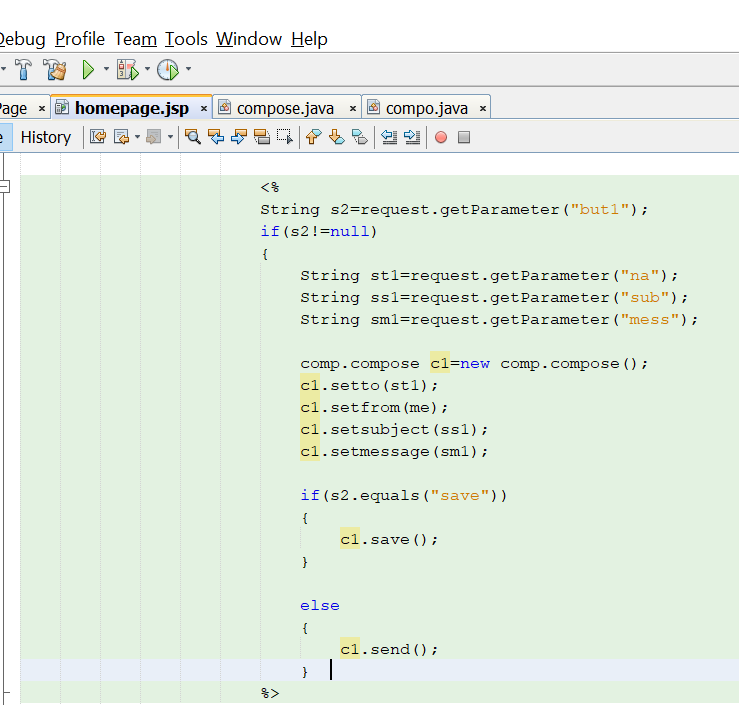 Debug Profile Team Tools Window Help
Page × homepage.jsp × compose.java × compo.java ×
History
<%
String s2=request.getParameter("but1");
if(s2!=null)
{
String st1=request.getParameter("na");
String ss1=request.getParameter("sub");
String sm1=request.getParameter("mess");
comp.compose c1=new comp.compose();
c1.setto(st1);
c1.setfrom(me);
c1.setsubject(ss1);
c1.setmessage(sm1);
if(s2.equals("save"))
{
c1.save();
}
else
{
c1.send();
}
%>